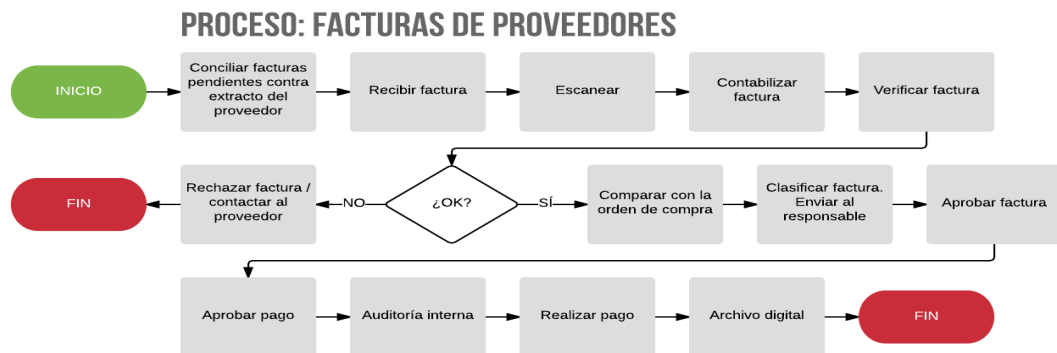 PROCESO: FACTURAS DE PROVEEDORES
INICIO
Conciliar facturas
pendientes contra
extracto del
proveedor
Recibir factura
Escanear
Contabilizar
factura
Verificar factura
FIN
Rechazar factura /
contactar al
proveedor
NO
¿OK?
SÍ
Comparar con la
orden de compra
Clasificar factura.
Enviar al
responsable
Aprobar factura
Aprobar pago
Auditoría interna
Realizar pago
Archivo digital
FIN